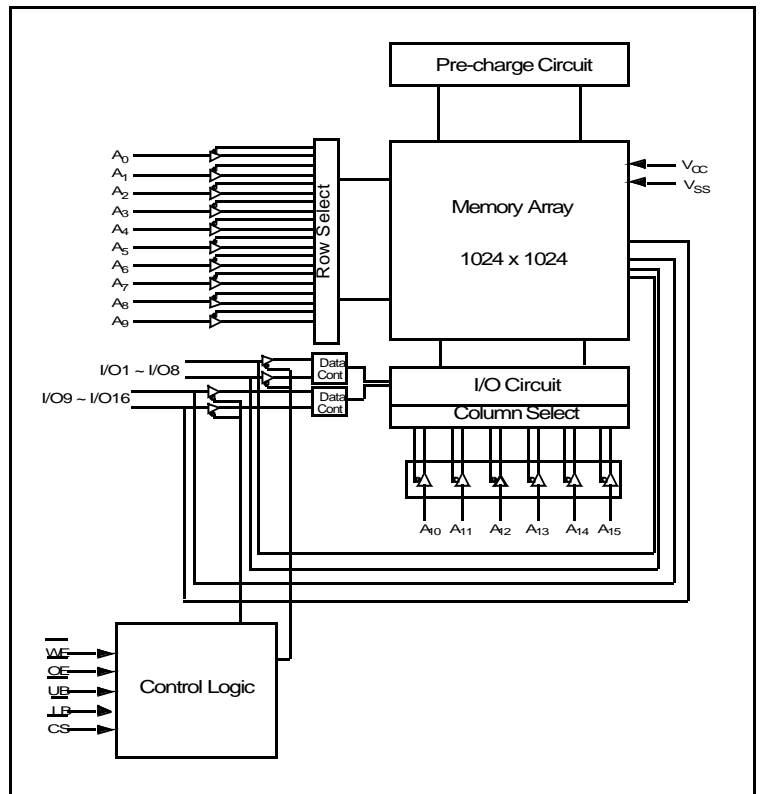 Pre-charge Circuit
A0
A1
A2
A3
A4
A5
A6
A7
A8
A9
Row Select
Memory Array
1024 x 1024
VCC
VSS
I/O1 ~ I/O8
I/O9 ~ I/O16
Data Cont
Data Cont
I/O Circuit
Column Select
A10 A11 A12 A13 A14 A15
WE
OE
UB
LB
CS
Control Logic